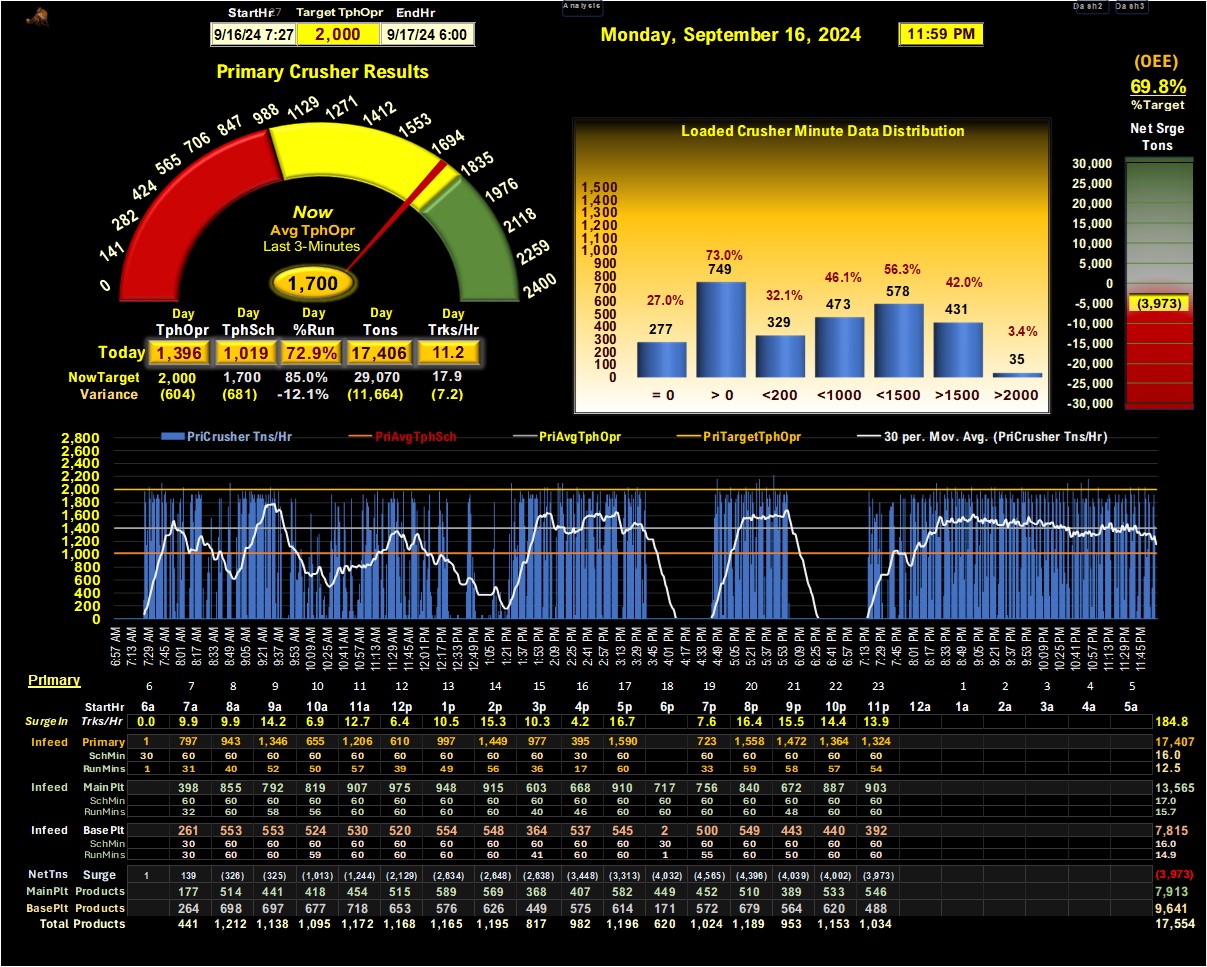 Analysis
Dash2 Dash3
StartHr Target TphOpr EndHr
9/16/24 7:27 2,000 9/17/24 6:00
Monday, September 16, 2024 11:59 PM
Primary Crusher Results
(OEE)
69.8%
%Target
Net Srge
Tons
0 141 282 424 565 706 847 988 1129 1271 1412 1553 1694 1835 1976 2118 2259 2400
Now
Avg TphOpr
Last 3-Minutes
1,700
Day Day Day Day Day
TphOpr TphSch %Run Tons Trks/Hr
Today 1,396 1,019 72.9% 17,406 11.2
NowTarget 2,000 1,700 85.0% 29,070 17.9
Variance (604) (681) -12.1% (11,664) (7.2)
Loaded Crusher Minute Data Distribution
1,500
1,400
1,300
1,200
1,100
1,000
900
800
700
600
500
400
300
200
100
0
27.0% 73.0% 32.1% 46.1% 56.3% 42.0% 3.4%
277 749 329 473 578 431 35
= 0 > 0 <200 <1000 <1500 >1500 >2000
30,000
25,000
20,000
15,000
10,000
5,000
0
-5,000
-10,000
-15,000
-20,000
-25,000
-30,000
(3,973)
PriCrusher Tns/Hr PriAvgTphSch PriAvgTphOpr PriTargetTphOpr 30 per. Mov. Avg. (PriCrusher Tns/Hr)
2,800
2,600
2,400
2,200
2,000
1,800
1,600
1,400
1,200
1,000
800
600
400
200
0
6:57 AM 7:13 AM 7:29 AM 7:45 AM 8:01 AM 8:17 AM 8:33 AM 8:49 AM 9:05 AM 9:21 AM 9:37 AM 9:53 AM 10:09 AM 10:25 AM 10:41 AM 10:57 AM 11:13 AM 11:29 AM 11:45 AM 12:01 PM 12:17 PM 12:33 PM 12:49 PM 1:05 PM 1:21 PM 1:37 PM 1:53 PM 2:09 PM 2:25 PM 2:41 PM 2:57 PM 3:13 PM 3:29 PM 3:45 PM 4:01 PM 4:17 PM 4:33 PM 4:49 PM 5:05 PM 5:21 PM 5:37 PM 5:53 PM 6:09 PM 6:25 PM 6:41 PM 6:57 PM 7:13 PM 7:29 PM 7:45 PM 8:01 PM 8:17 PM 8:33 PM 8:49 PM 9:05 PM 9:21 PM 9:37 PM 9:53 PM 10:09 PM 10:25 PM 10:41 PM 10:57 PM 11:13 PM 11:29 PM 11:45 PM
Primary
6 7 8 9 10 11 12 13 14 15 16 17 18 19 20 21 22 23 1 2 3 4 5
StartHr 6a 7a 8a 9a 10a 11a 12p 1p 2p 3p 4p 5p 6p 7p 8p 9p 10p 11p 12a 1a 2a 3a 4a 5a
SurgeIn Trks/Hr 0.0 9.9 9.9 14.2 6.9 12.7 6.4 10.5 15.3 10.3 4.2 16.7 7.6 16.4 15.5 14.4 13.9 184.8
Infeed Primary 1 797 943 1,346 655 1,206 610 997 1,449 977 395 1,590 723 1,558 1,472 1,364 1,324 17,407
SchMin 30 60 60 60 60 60 60 60 60 60 30 60 60 60 60 60 60 16.0
RunMins 1 31 40 52 50 57 39 49 56 36 17 60 33 59 58 57 54 12.5
Infeed MainPlt 398 855 792 819 907 975 948 915 603 668 910 717 756 840 672 887 903 13,565
SchMin 60 60 60 60 60 60 60 60 60 60 60 60 60 60 60 60 60 17.0
RunMins 32 60 58 56 60 60 60 60 40 46 60 60 60 60 48 60 60 15.7
Infeed BasePlt 261 553 553 524 530 520 554 548 364 537 545 2 500 549 443 440 392 7,815
SchMin 30 60 60 60 60 60 60 60 60 60 60 30 60 60 60 60 60 16.0
RunMins 30 60 60 59 60 60 60 60 41 60 60 1 55 60 50 60 60 14.9
NetTns Surge 1 139 (326) (325) (1,013) (1,244) (2,129) (2,634) (2,648) (2,638) (3,448) (3,313) (4,032) (4,565) (4,396) (4,039) (4,002) (3,973) (3,973)
MainPlt Products 177 514 441 418 454 515 589 569 368 407 582 449 452 510 389 533 546 7,913
BasePlt Products 264 698 697 677 718 653 576 626 449 575 614 171 572 679 564 620 488 9,641
Total Products 441 1,212 1,138 1,095 1,172 1,168 1,165 1,195 817 982 1,196 620 1,024 1,189 953 1,153 1,034 17,554